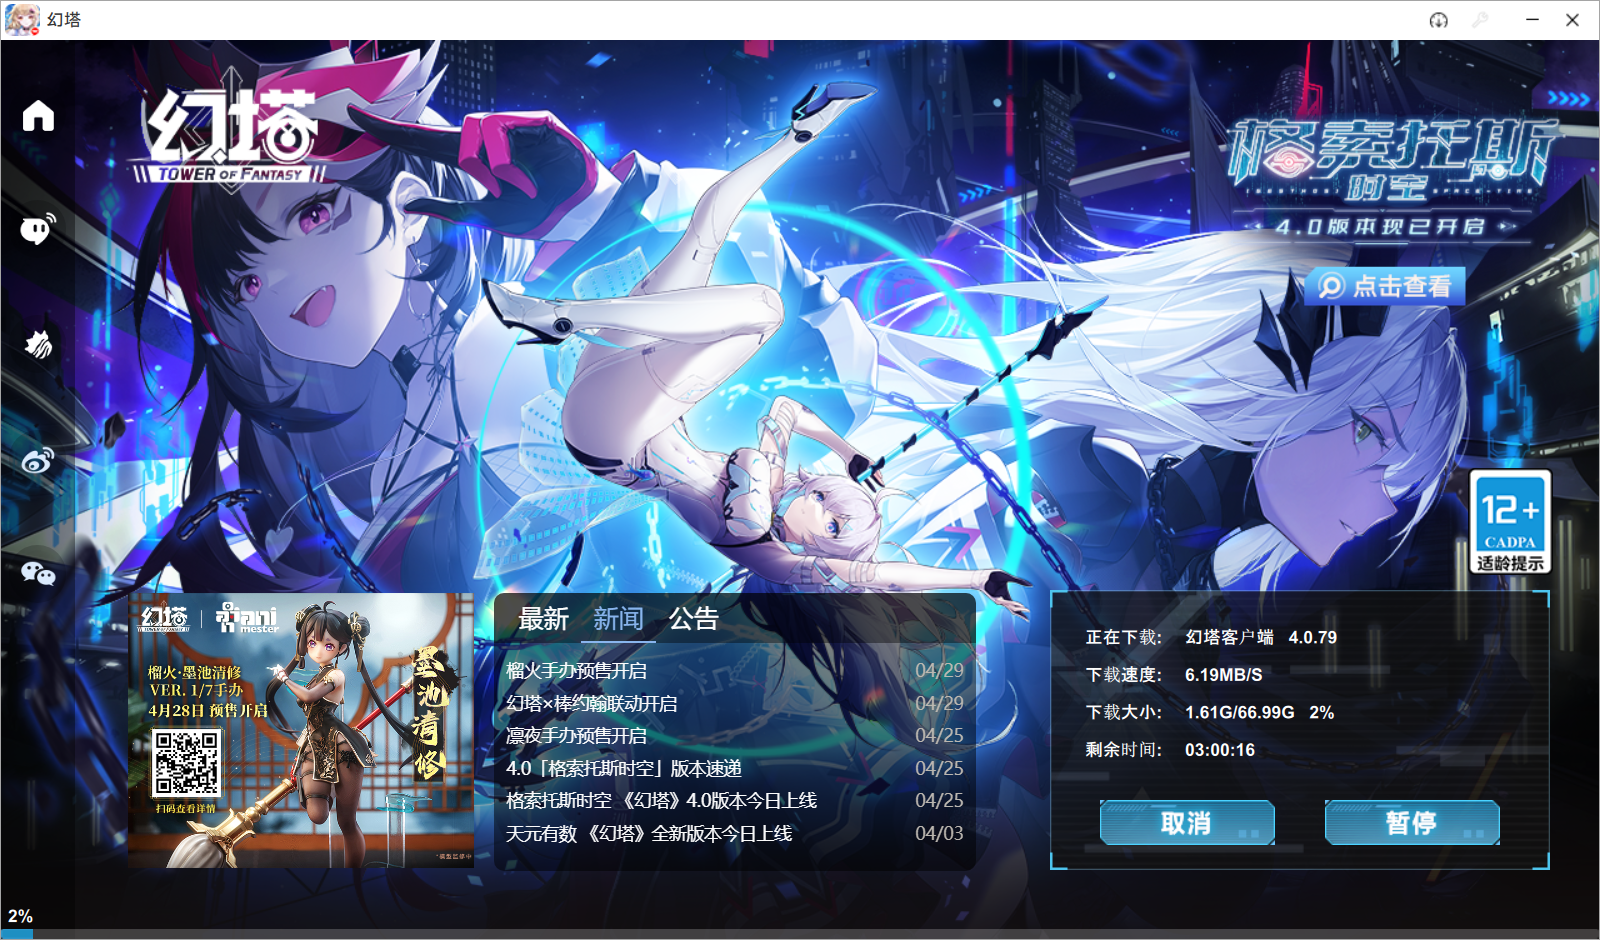 幻塔
幻塔
TOWER OF FANTASY
格索托斯
时空
4.0版本现已开启
点击查看
12+
CADPA
适龄提示
幻塔
mester
榴火·墨池清修
VER. 1/7手办
4月28日 预售开启
扫码查看详情
墨池清修
最新 新闻 公告
榴火手办预售开启 04/29
幻塔×棒约翰联动开启 04/29
凛夜手办预售开启 04/25
4.0「格索托斯时空」版本速递 04/25
格索托斯时空 《幻塔》4.0版本今日上线 04/25
天元有数 《幻塔》全新版本今日上线 04/03
正在下载: 幻塔客户端 4.0.79
下载速度: 6.19MB/S
下载大小: 1.61G/66.99G 2%
剩余时间: 03:00:16
取消 暂停
2%